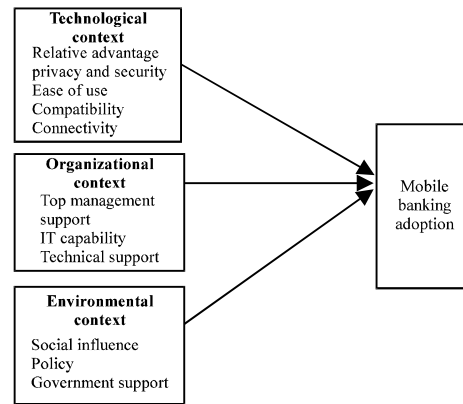 Technological
context
Relative advantage
privacy and security
Ease of use
Compatibility
Connectivity
Organizational
context
Top management
support
IT capability
Technical support
Environmental
context
Social influence
Policy
Government support
Mobile
banking
adoption